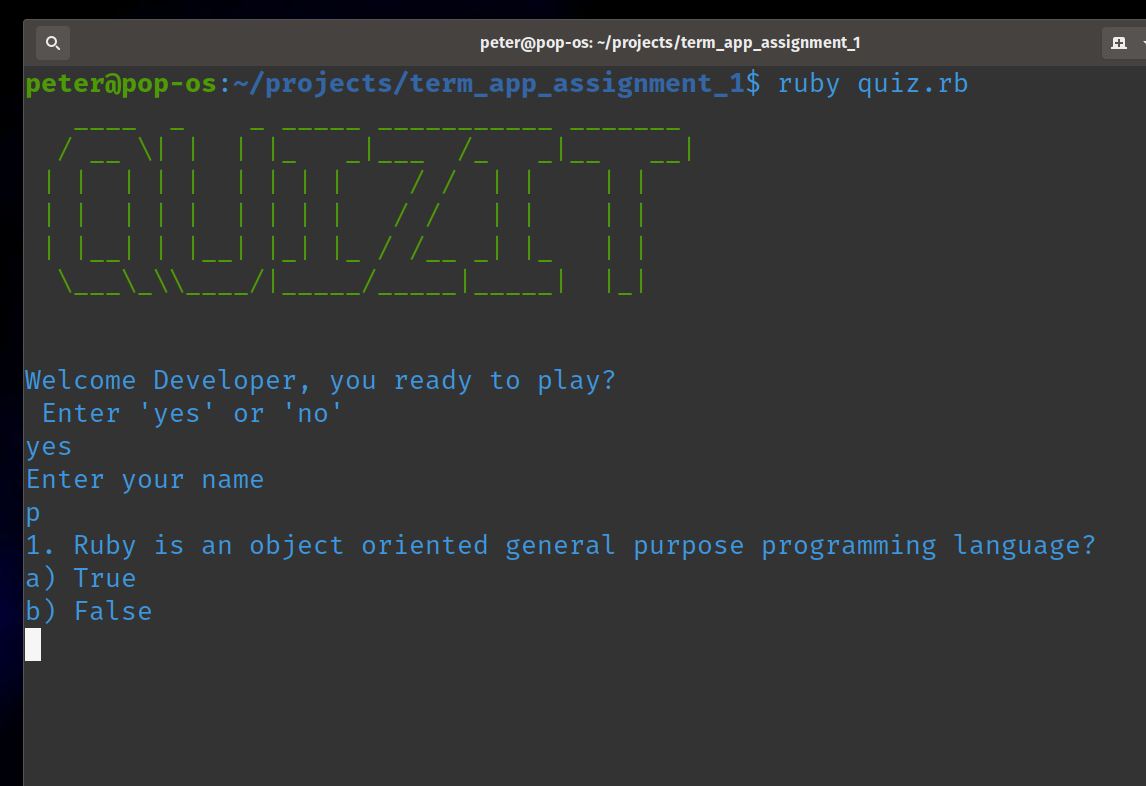 peter@pop-os: ~/projects/term_app_assignment_1
peter@pop-os:~/projects/term_app_assignment_1$ ruby quiz.rb
QUIZIT
Welcome Developer, you ready to play?
Enter 'yes' or 'no'
yes
Enter your name
p
1. Ruby is an object oriented general purpose programming language?
a) True
b) False